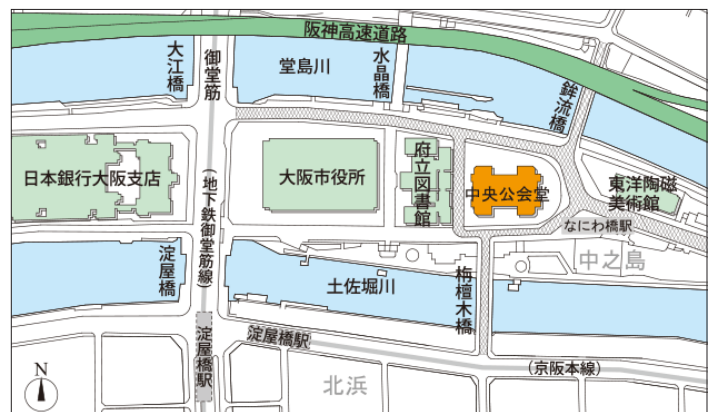 阪神高速道路
大江橋
御堂筋
堂島川
水晶橋
鉾流橋
日本銀行大阪支店
(地下鉄御堂筋線)
大阪市役所
府立図書館
中央公会堂
東洋陶磁
美術館
なにわ橋駅
中之島
淀屋橋
土佐堀川
栴檀木橋
淀屋橋駅
淀屋橋駅
(京阪本線)
北浜
N